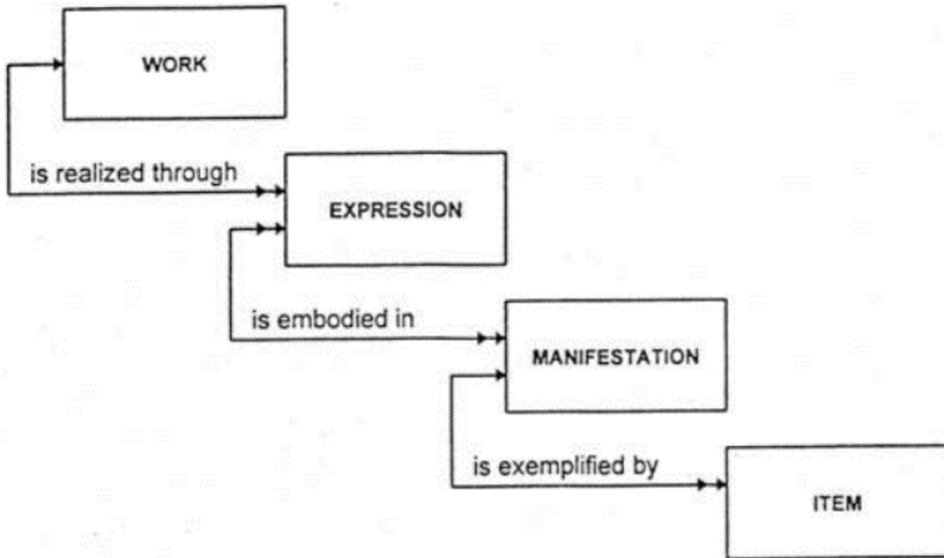 WORK
is realized through
EXPRESSION
is embodied in
MANIFESTATION
is exemplified by
ITEM